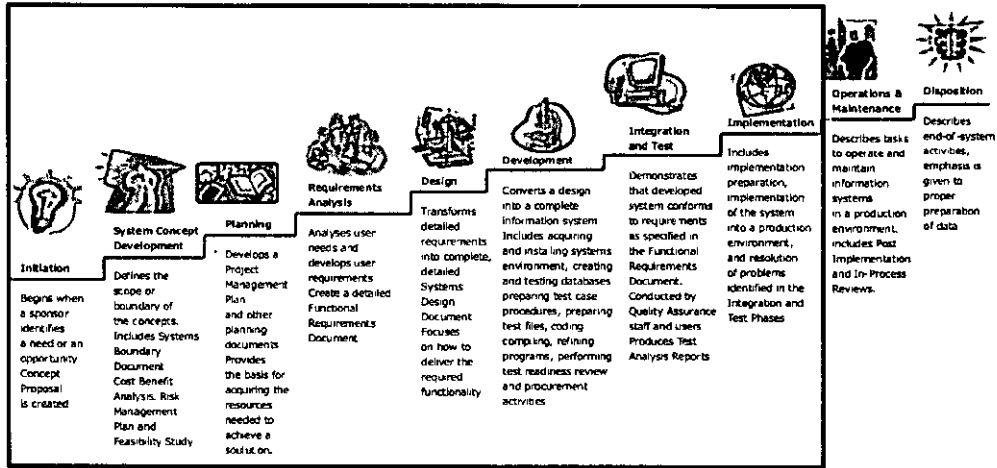 Initiation
Begins when
a sponsor
identifies
a need or an
opportunity
Concept
Proposal
is created
System Concept
Development
Defines the
scope or
boundary of
the concepts.
Includes Systems
Boundary
Document
Cost Benefit
Analysis. Risk
Management
Plan and
Feasibility Study
Planning
Develops a
Project
Management
Plan
and other
planning
documents
Provides
the basis for
acquiring the
resources
needed to
achieve a
soulution.
Requirements
Analysis
Analyses user
needs and
develops user
requirements
Create a detailed
Functional
Requirements
Document
Design
Transforms
detailed
requirements
into complete,
detailed
Systems
Design
Document
Focuses
on how to
deliver the
required
functionality
Development
Converts a design
into a complete
information system
Includes acquiring
and installing systems
environment, creating
and testing databases
preparing test case
procedures, preparing
test files, coding
compiling, refining
programs, performing
test readiness review
and procurement
activities
Integration
and Test
Demonstrates
that developed
system conforms
to requirements
as specified in
the Functional
Requirements
Document.
Conducted by
Quality Assurance
staff and users
Produces Test
Analysis Reports
Implementation
Includes
implementation
preparation,
implementation
of the system
into a production
environment,
and resolution
of problems
identified in the
Integration and
Test Phases
Operations &
Maintenance
Describes tasks
to operate and
maintain
information
systems
in a production
environment.
includes Post
Implementation
and In-Process
Reviews.
Disposition
Describes
end-of-system
activities,
emphasis is
given to
proper
preparation
of data